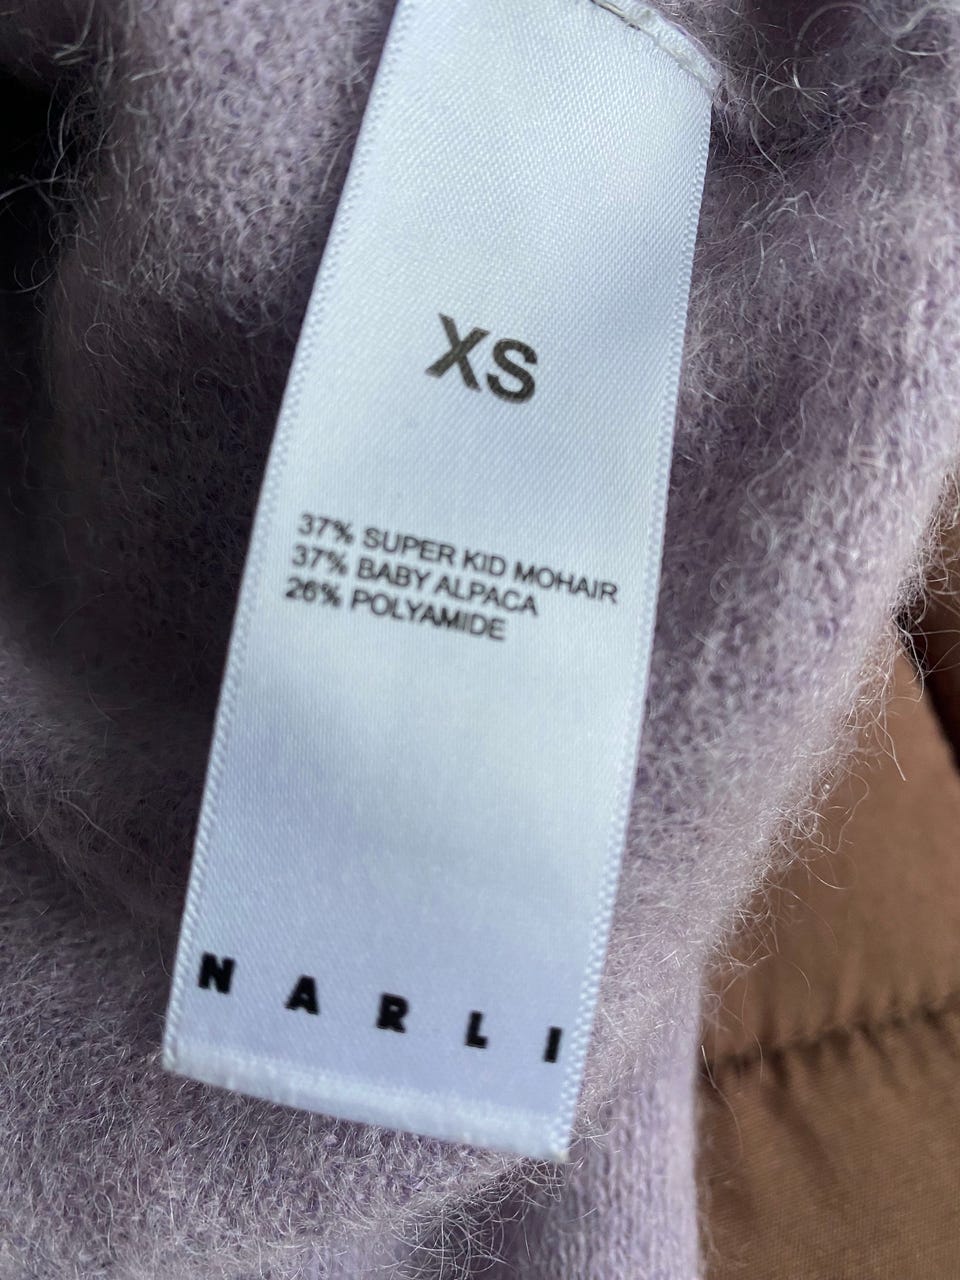 XS
37% SUPER KID MOHAIR
37% BABY ALPACA
26% POLYAMIDE
NARLI